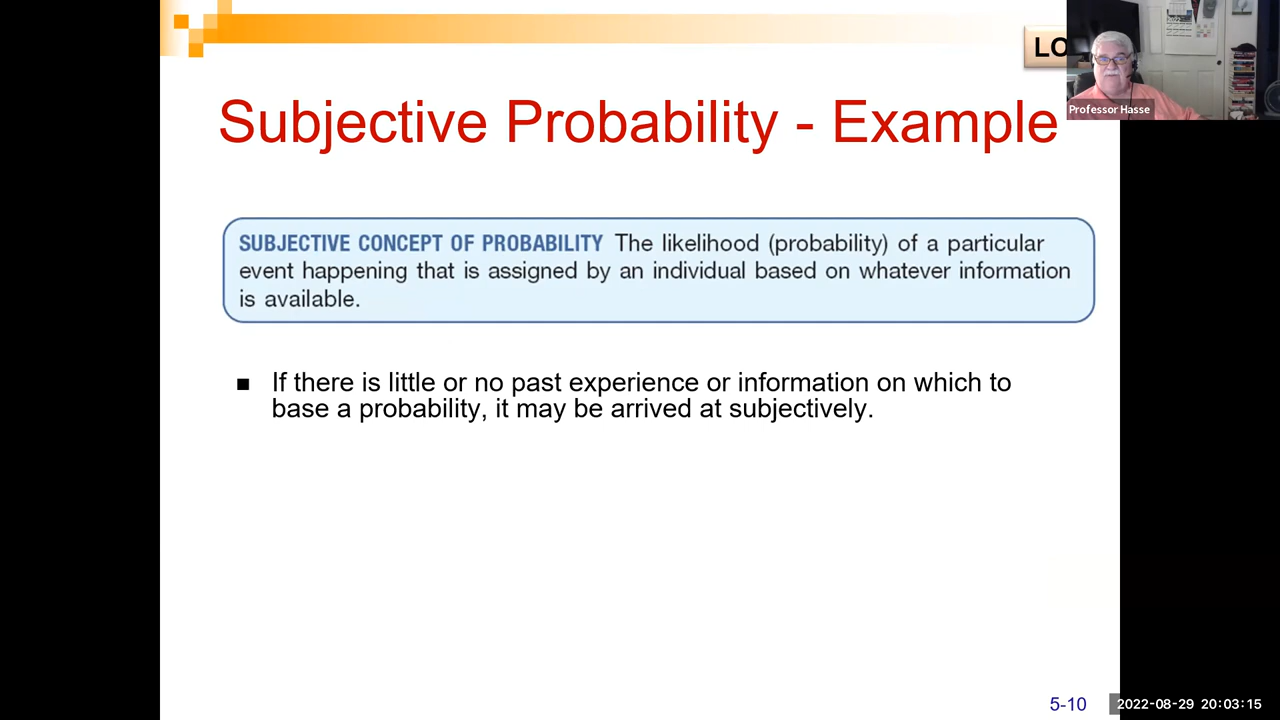 LO
Professor Hasse
Subjective Probability - Example
SUBJECTIVE CONCEPT OF PROBABILITY The likelihood (probability) of a particular
event happening that is assigned by an individual based on whatever information
is available.
■ If there is little or no past experience or information on which to
base a probability, it may be arrived at subjectively.
5-10
2022-08-29 20:03:15